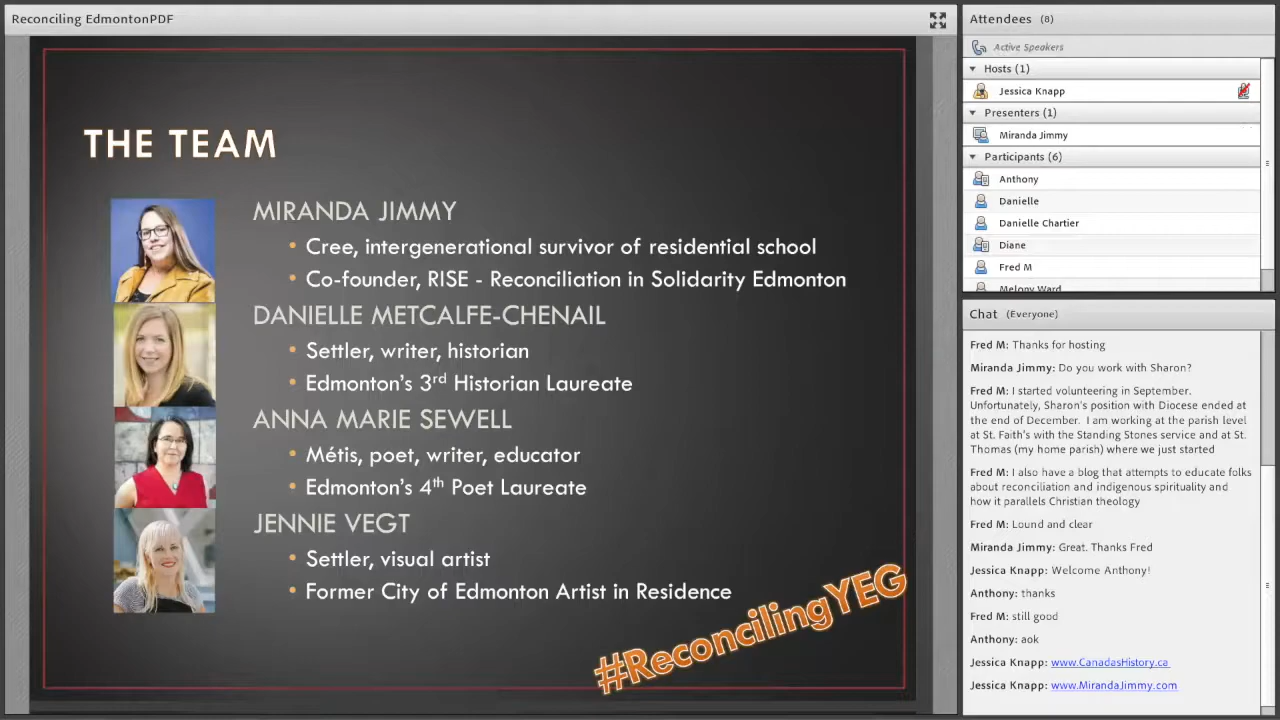 Reconciling EdmontonPDF
THE TEAM
MIRANDA JIMMY
• Cree, intergenerational survivor of residential school
• Co-founder, RISE - Reconciliation in Solidarity Edmonton
DANIELLE METCALFE-CHENAIL
• Settler, writer, historian
• Edmonton's 3rd Historian Laureate
ANNA MARIE SEWELL
• Métis, poet, writer, educator
• Edmonton's 4th Poet Laureate
JENNIE VEGT
• Settler, visual artist
• Former City of Edmonton Artist in Residence
#ReconcilingYEG
Attendees (8)
Active Speakers
Hosts (1)
Jessica Knapp
Presenters (1)
Miranda Jimmy
Participants (6)
Anthony
Danielle
Danielle Chartier
Diane
Fred M
Melony Ward
Chat (Everyone)
Fred M: Thanks for hosting
Miranda Jimmy: Do you work with Sharon?
Fred M: I started volunteering in September.
Unfortunately, Sharon's position with Diocese ended at
the end of December. I am working at the parish level
at St. Faith's with the Standing Stones service and at St.
Thomas (my home parish) where we just started
Fred M: I also have a blog that attempts to educate folks
about reconciliation and indigenous spirituality and
how it parallels Christian theology
Fred M: Lound and clear
Miranda Jimmy: Great. Thanks Fred
Jessica Knapp: Welcome Anthony!
Anthony: thanks
Fred M: still good
Anthony: aok
Jessica Knapp: www.CanadasHistory.ca
Jessica Knapp: www.MirandaJimmy.com